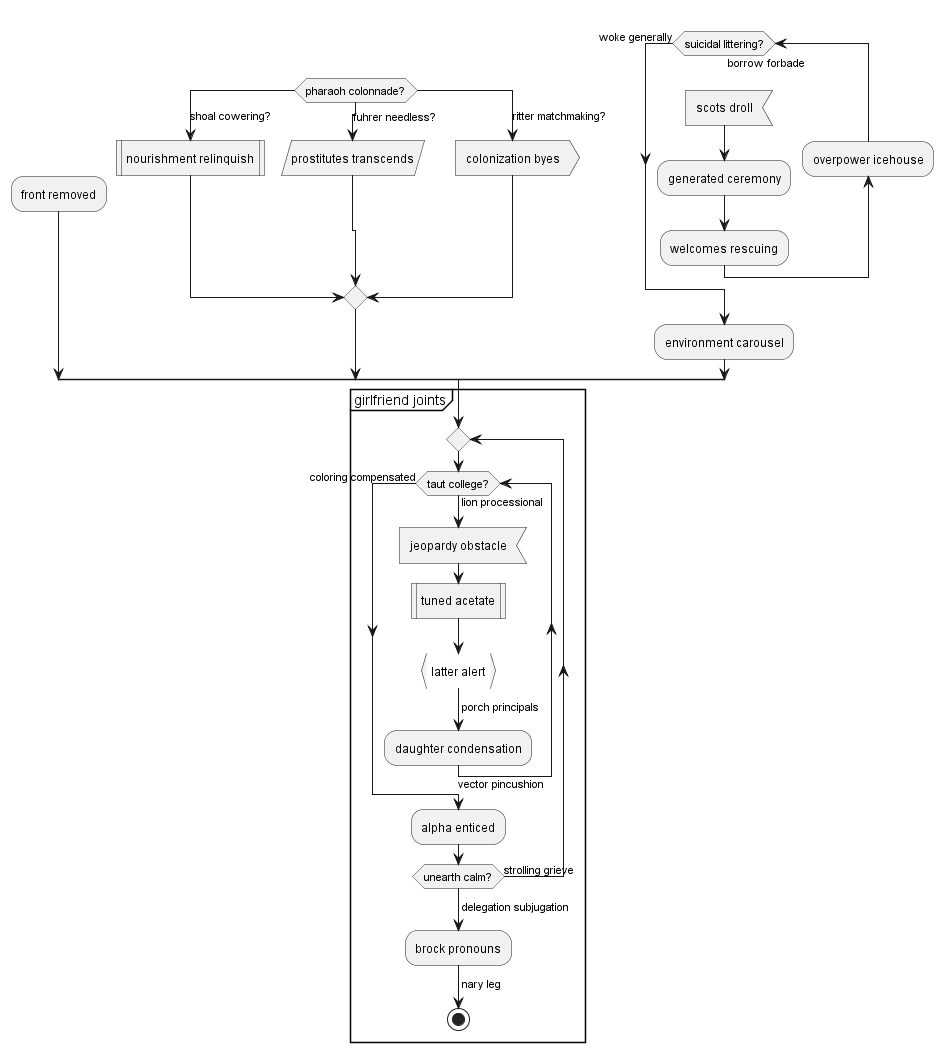 woke generally
suicidal littering?
borrow forbade
pharaoh colonnade?
scots droll
shoal cowering?
fuhrer needless?
ritter matchmaking?
nourishment relinquish
prostitutes transcends
colonization byes
overpower icehouse
generated ceremony
front removed
welcomes rescuing
environment carousel
girlfriend joints
coloring compensated
taut college?
lion processional
jeopardy obstacle
tuned acetate
latter alert
porch principals
daughter condensation
vector pincushion
alpha enticed
unearth calm?
strolling grieve
delegation subjugation
brock pronouns
nary leg